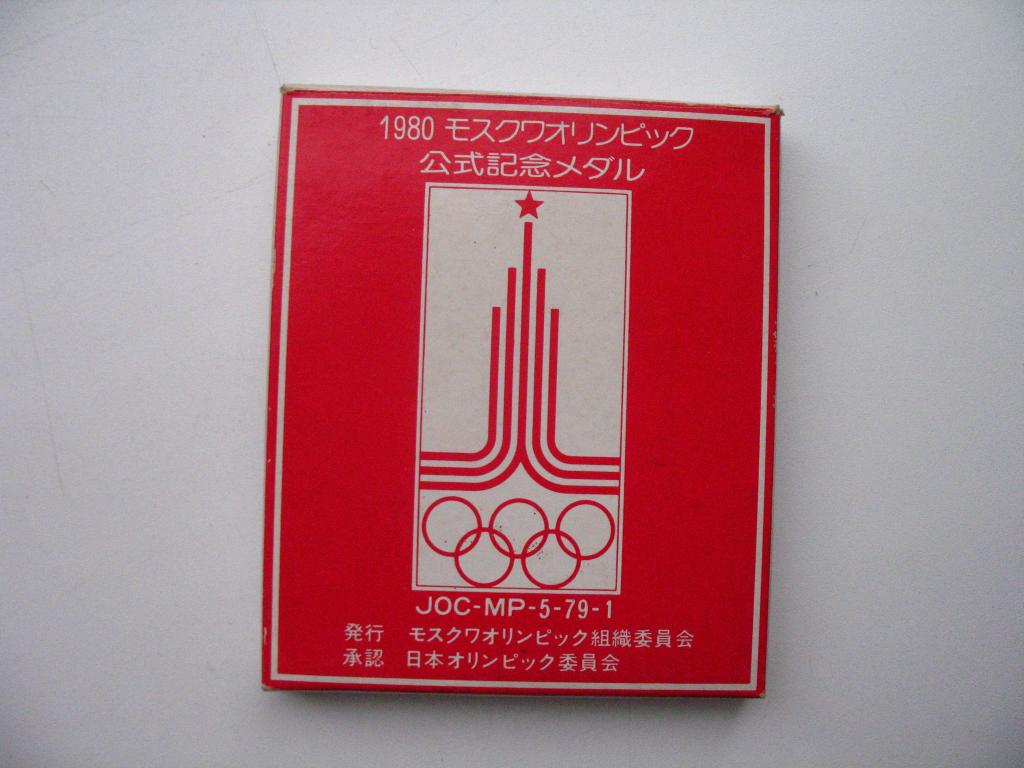 1980 モスクワオリンピック
公式記念メダル
JOC-MP-5-79-1
発行 モスクワオリンピック組織委員会
承認 日本オリンピック委員会